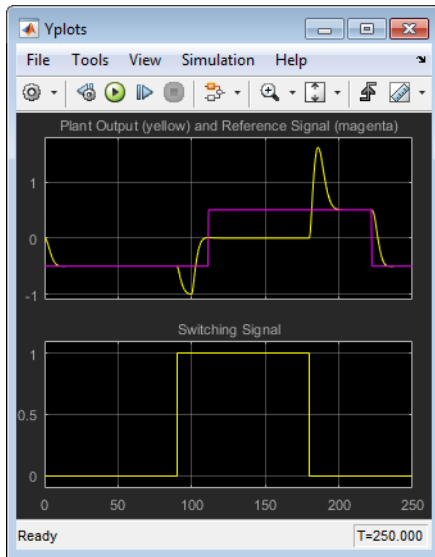 Yplots
File Tools View Simulation Help
Plant Output (yellow) and Reference Signal (magenta)
1
0
-1
Switching Signal
1
0.5
0
0 50 100 150 200 250
Ready T=250.000